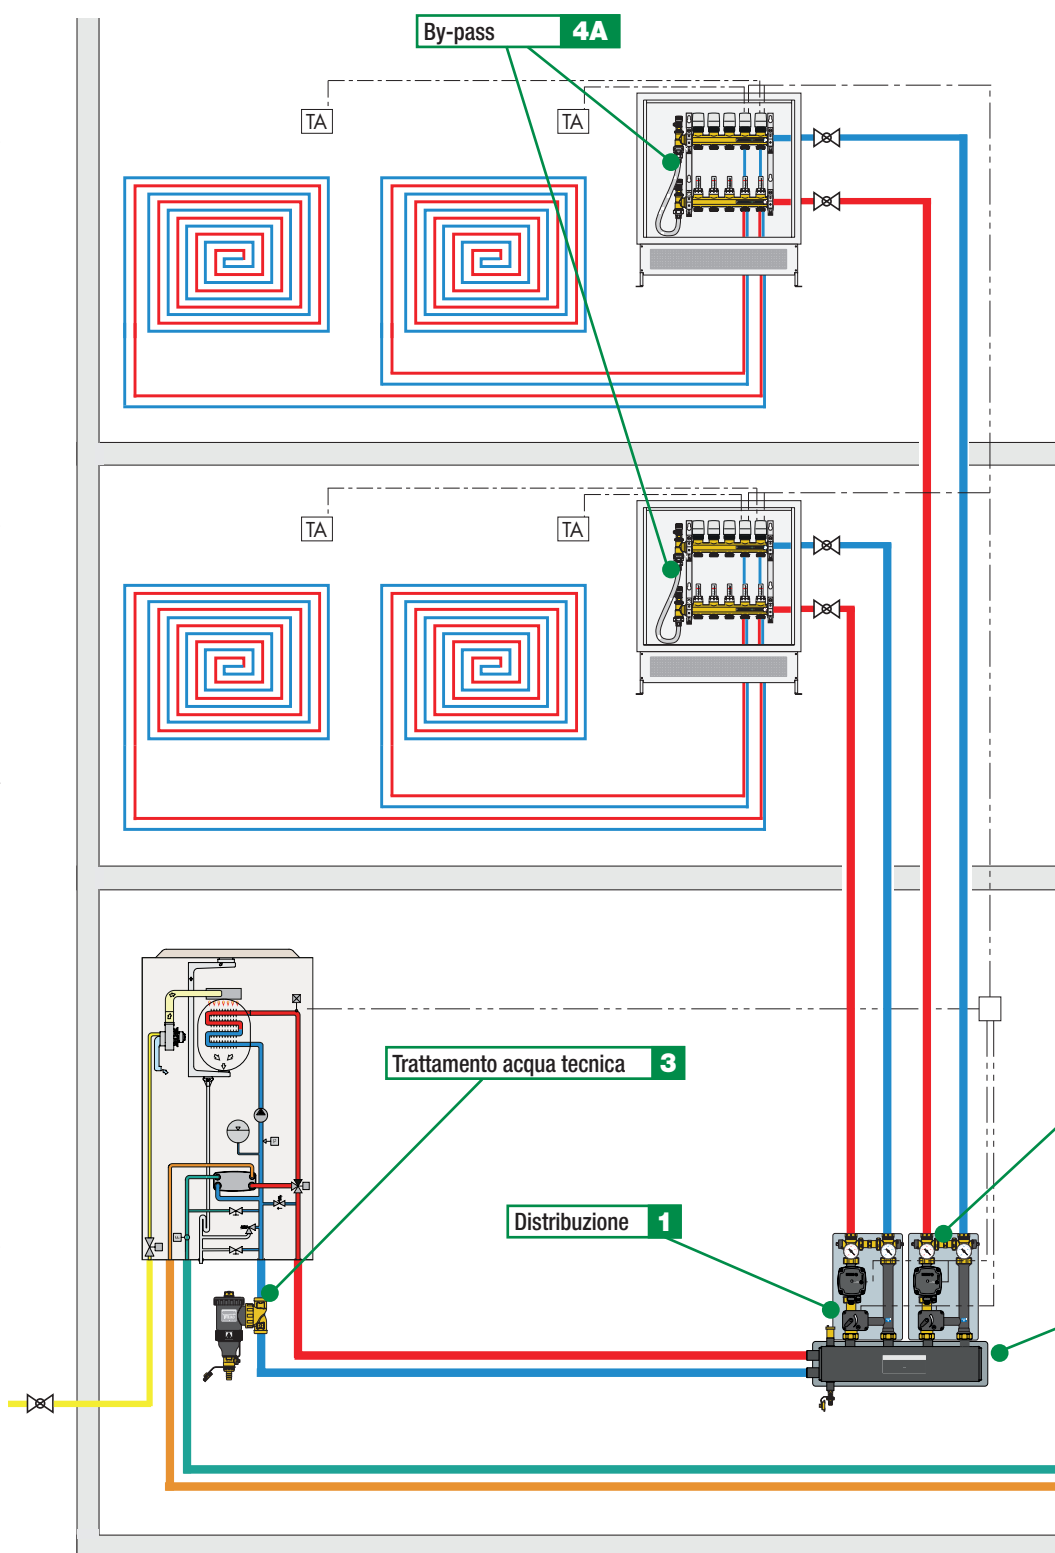 By-pass 4A
TA TA
TA TA
Trattamento acqua tecnica 3
Distribuzione 1